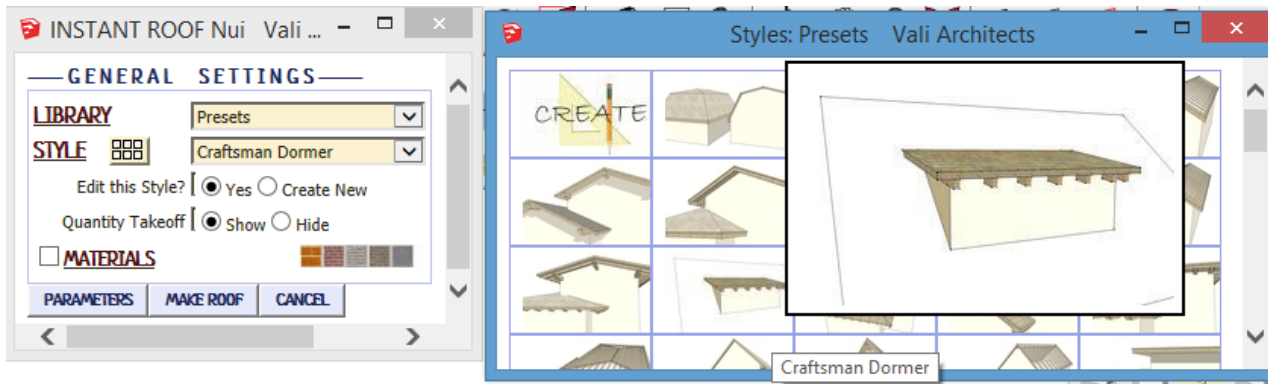 INSTANT ROOF Nui Vali ...
GENERAL SETTINGS
LIBRARY Presets
STYLE Craftsman Dormer
Edit this Style? Yes Create New
Quantity Takeoff Show Hide
MATERIALS
PARAMETERS MAKE ROOF CANCEL
Styles: Presets Vali Architects
CREATE
Craftsman Dormer